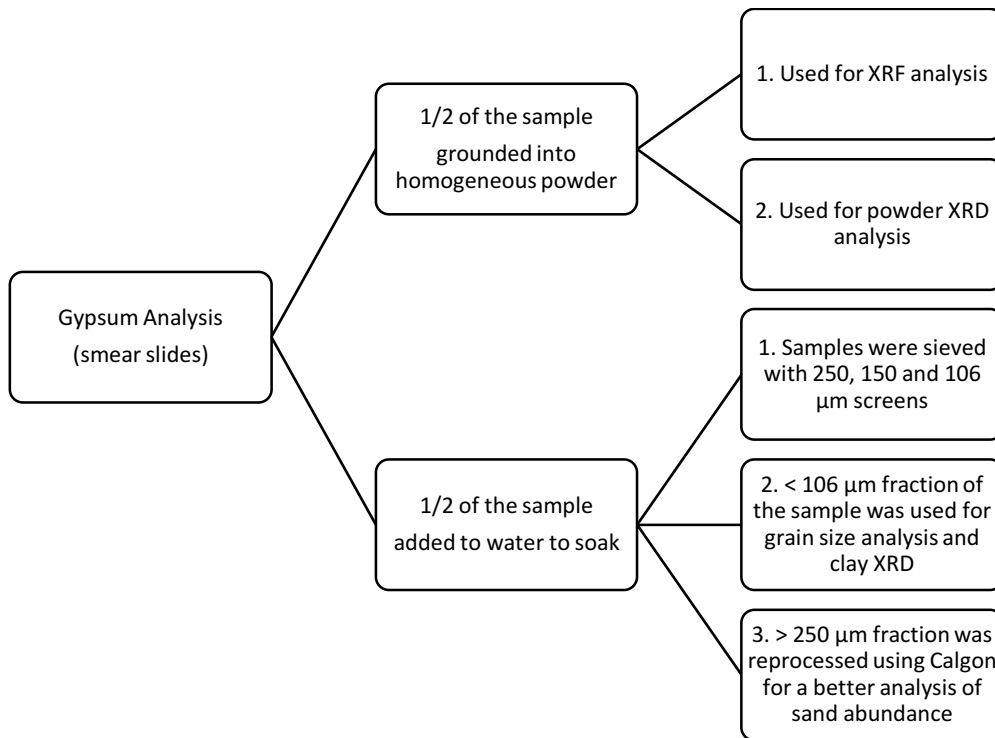 Gypsum Analysis
(smear slides)
1/2 of the sample
grounded into
homogeneous powder
1. Used for XRF analysis
2. Used for powder XRD
analysis
1/2 of the sample
added to water to soak
1. Samples were sieved
with 250, 150 and 106
µm screens
2. < 106 µm fraction of
the sample was used for
grain size analysis and
clay XRD
3. > 250 µm fraction was
reprocessed using Calgon
for a better analysis of
sand abundance